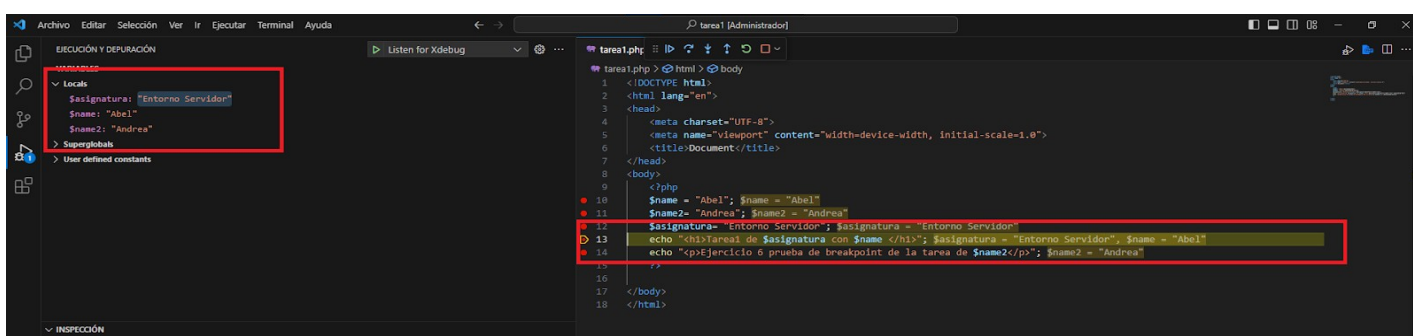 Archivo Editar Selección Ver Ir Ejecutar Terminal Ayuda
tarea1 [Administrador]
EJECUCIÓN Y DEPURACIÓN
Listen for Xdebug
VARIABLES
Locals
$asignatura: "Entorno Servidor"
$name: "Abel"
$name2: "Andrea"
Superglobals
User defined constants
1
INSPECCIÓN
tarea1.php
tarea1.php > html > body
1 <!DOCTYPE html>
2 <html lang="en">
3 <head>
4 <meta charset="UTF-8">
5 <meta name="viewport" content="width=device-width, initial-scale=1.0">
6 <title>Document</title>
7 </head>
8 <body>
9 <?php
10 $name = "Abel"; $name = "Abel"
11 $name2= "Andrea"; $name2 = "Andrea"
12 $asignatura= "Entorno Servidor"; $asignatura = "Entorno Servidor"
13 echo "<h1>Tarea1 de $asignatura con $name </h1>"; $asignatura = "Entorno Servidor", $name = "Abel"
14 echo "<p>Ejercicio 6 prueba de breakpoint de la tarea de $name2</p>"; $name2 = "Andrea"
15 ?>
16
17 </body>
18 </html>